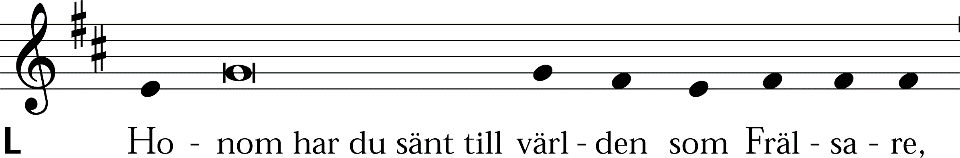 L Ho - nom har du sänt till värl - den som Fräl - sa - re,